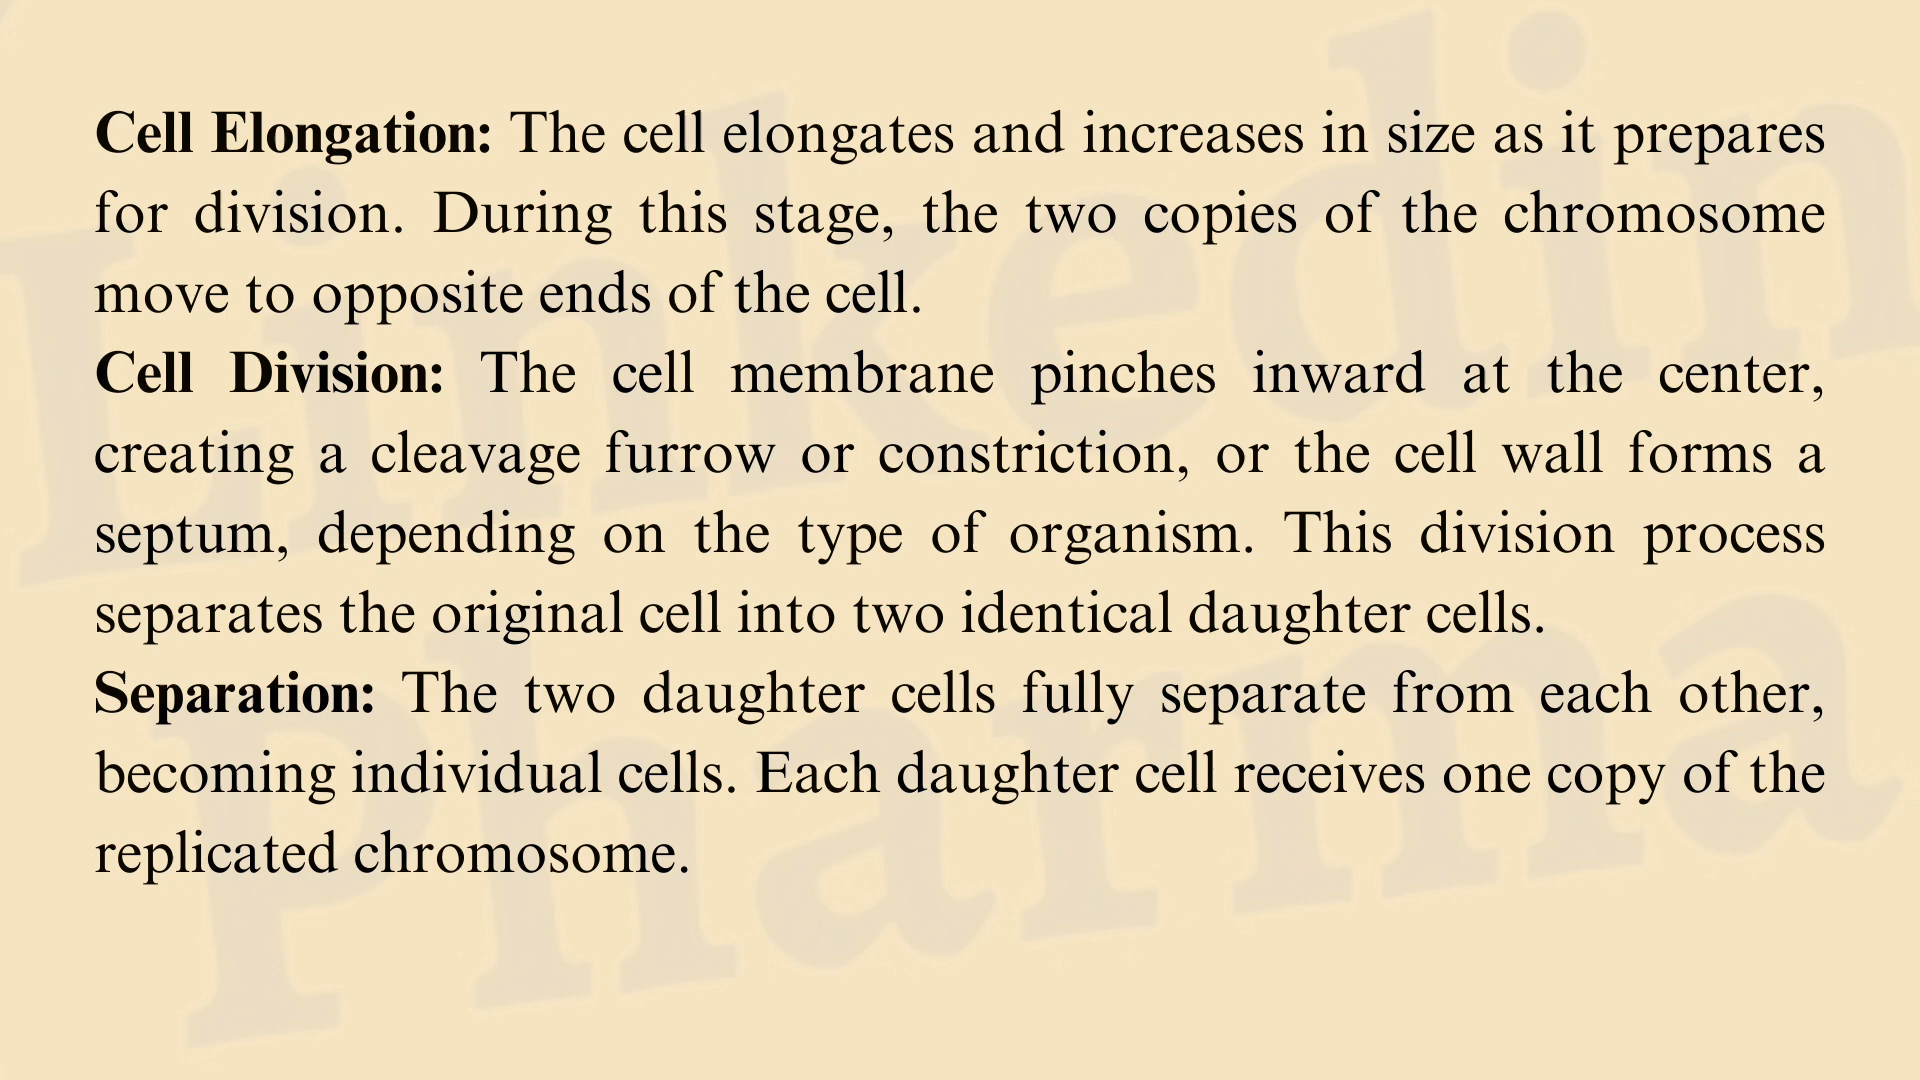 Cell Elongation: The cell elongates and increases in size as it prepares
for division. During this stage, the two copies of the chromosome
move to opposite ends of the cell.
Cell Division: The cell membrane pinches inward at the center,
creating a cleavage furrow or constriction, or the cell wall forms a
septum, depending on the type of organism. This division process
separates the original cell into two identical daughter cells.
Separation: The two daughter cells fully separate from each other,
becoming individual cells. Each daughter cell receives one copy of the
replicated chromosome.
Linkedin
Pharma